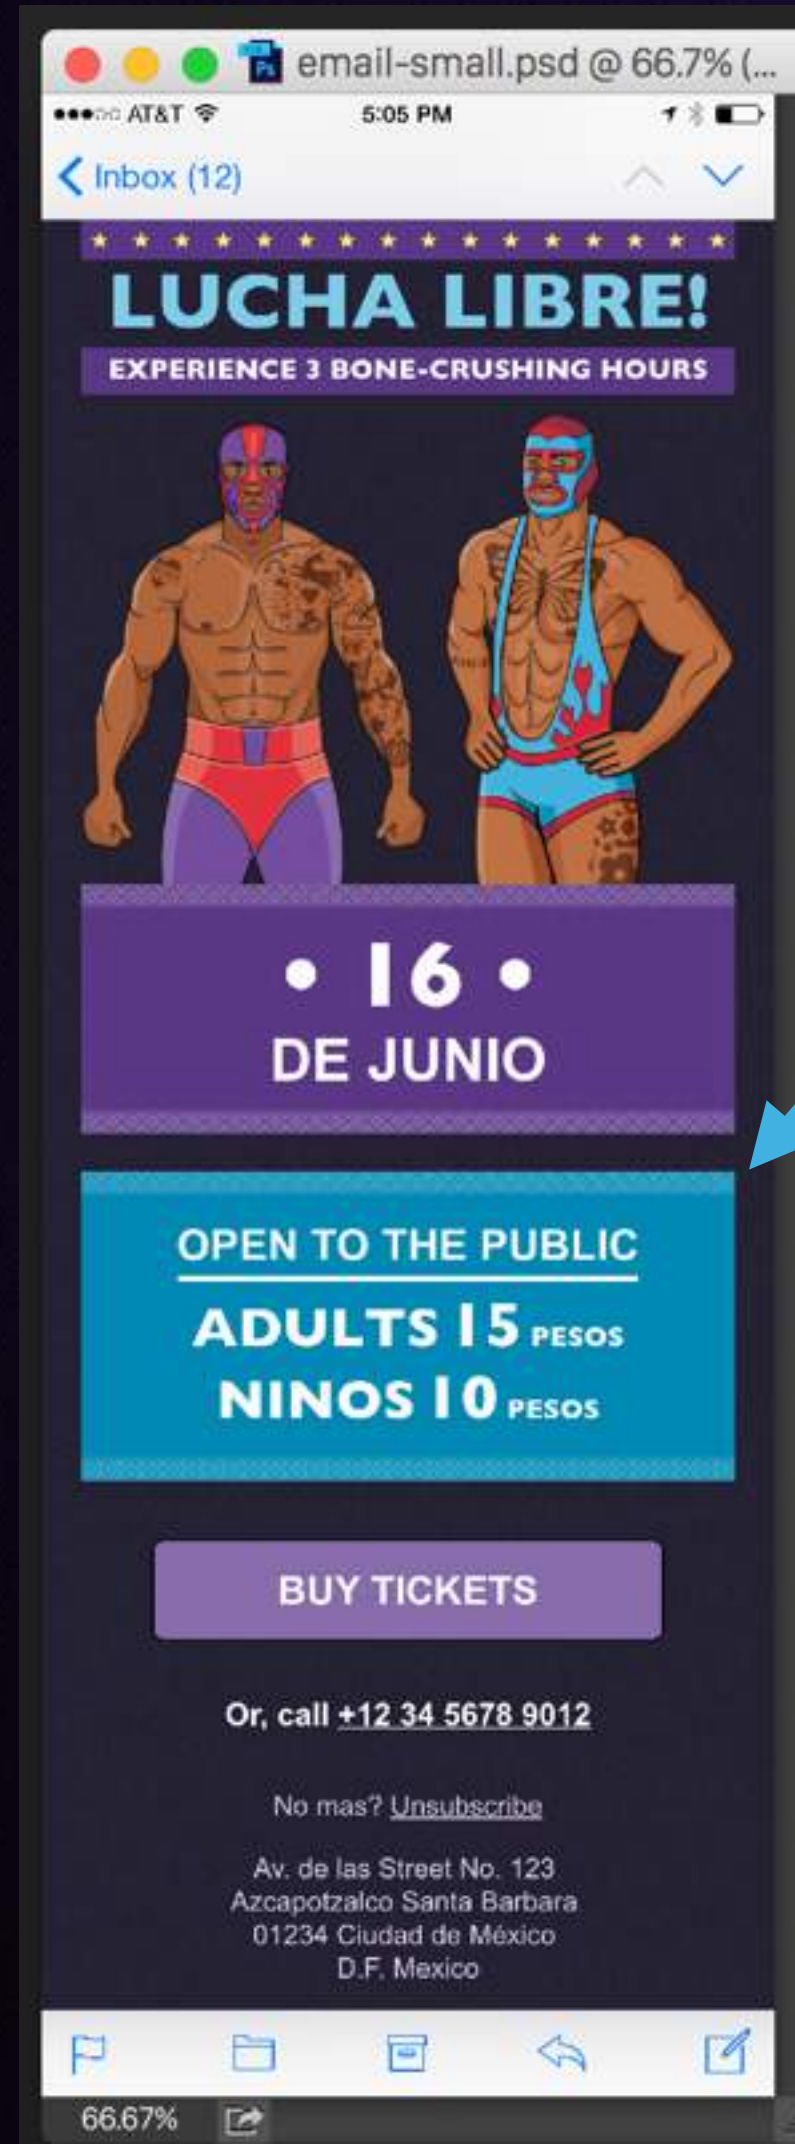 email-small.psd @ 66.7% (...
AT&T 5:05 PM
Inbox (12)
LUCHA LIBRE!
EXPERIENCE 3 BONE-CRUSHING HOURS
• 16 •
DE JUNIO
OPEN TO THE PUBLIC
ADULTS 15 PESOS
NINOS 10 PESOS
BUY TICKETS
Or, call +12 34 5678 9012
No mas? Unsubscribe
Av. de las Street No. 123
Azcapotzalco Santa Barbara
01234 Ciudad de México
D.F. Mexico
66.67%